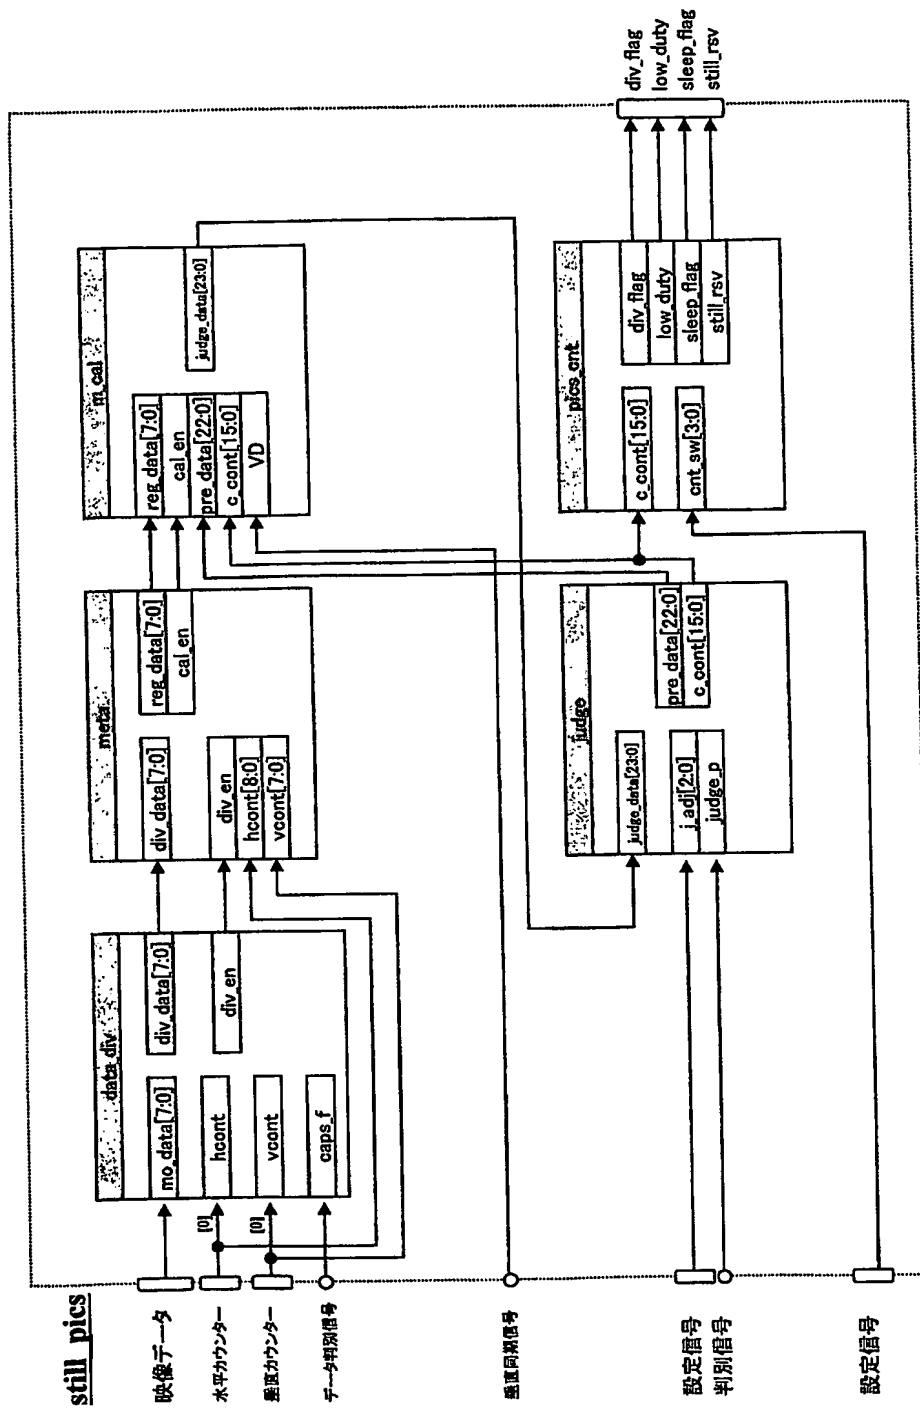 still_pics
映像データ
水平カウンター
垂直カウンター
データ判別信号
垂直同期信号
設定信号
判別信号
設定信号
[0]
[0]
data_div
mo_data[7:0]
hcont
vcont
caps_f
div_data[7:0]
div_en
meta
div_data[7:0]
div_en
hcont[8:0]
vcont[7:0]
reg_data[7:0]
cal_en
m_cal
reg_data[7:0]
cal_en
pre_data[22:0]
c_cont[15:0]
VD
judge_data[23:0]
judge
judge_data[23:0]
j_adj[2:0]
judge_p
pre_data[22:0]
c_cont[15:0]
pics_cnt
c_cont[15:0]
cnt_sw[3:0]
div_flag
low_duty
sleep_flag
still_rsv
div_flag
low_duty
sleep_flag
still_rsv